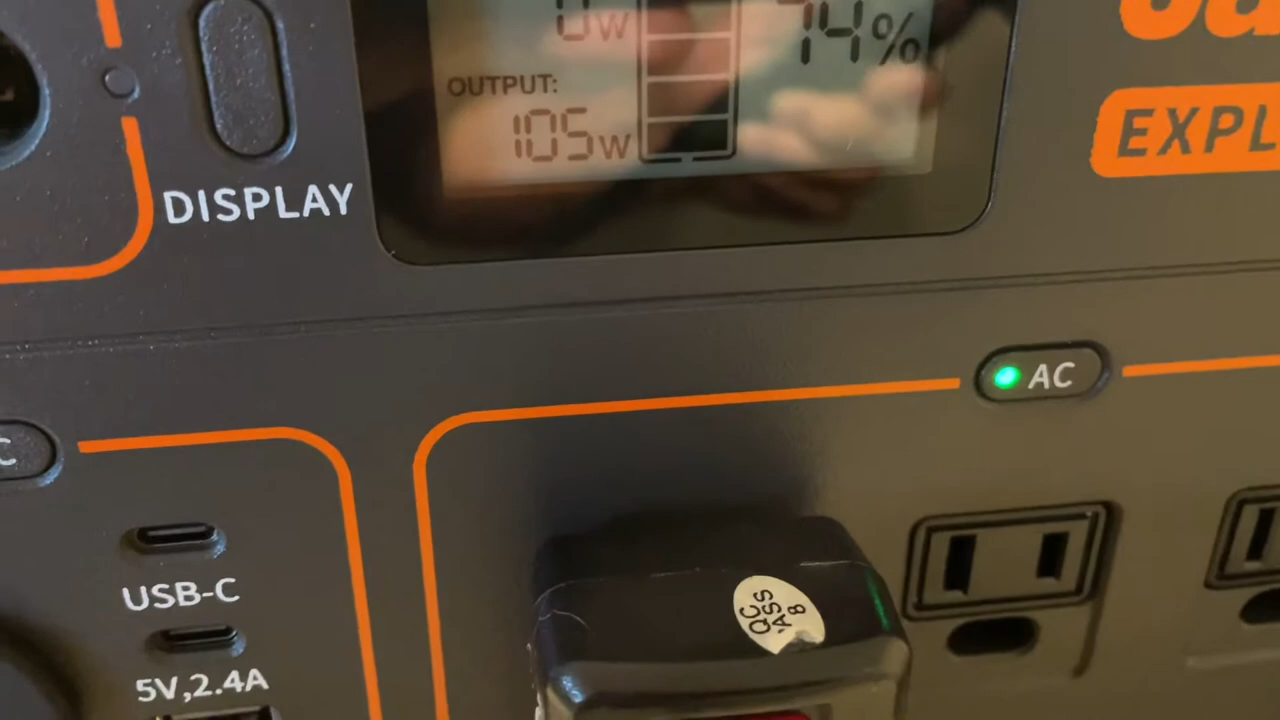 0W
74%
OUTPUT:
105W
EXPL
DISPLAY
AC
C
USB-C
5V,2.4A
QC
PASS
8